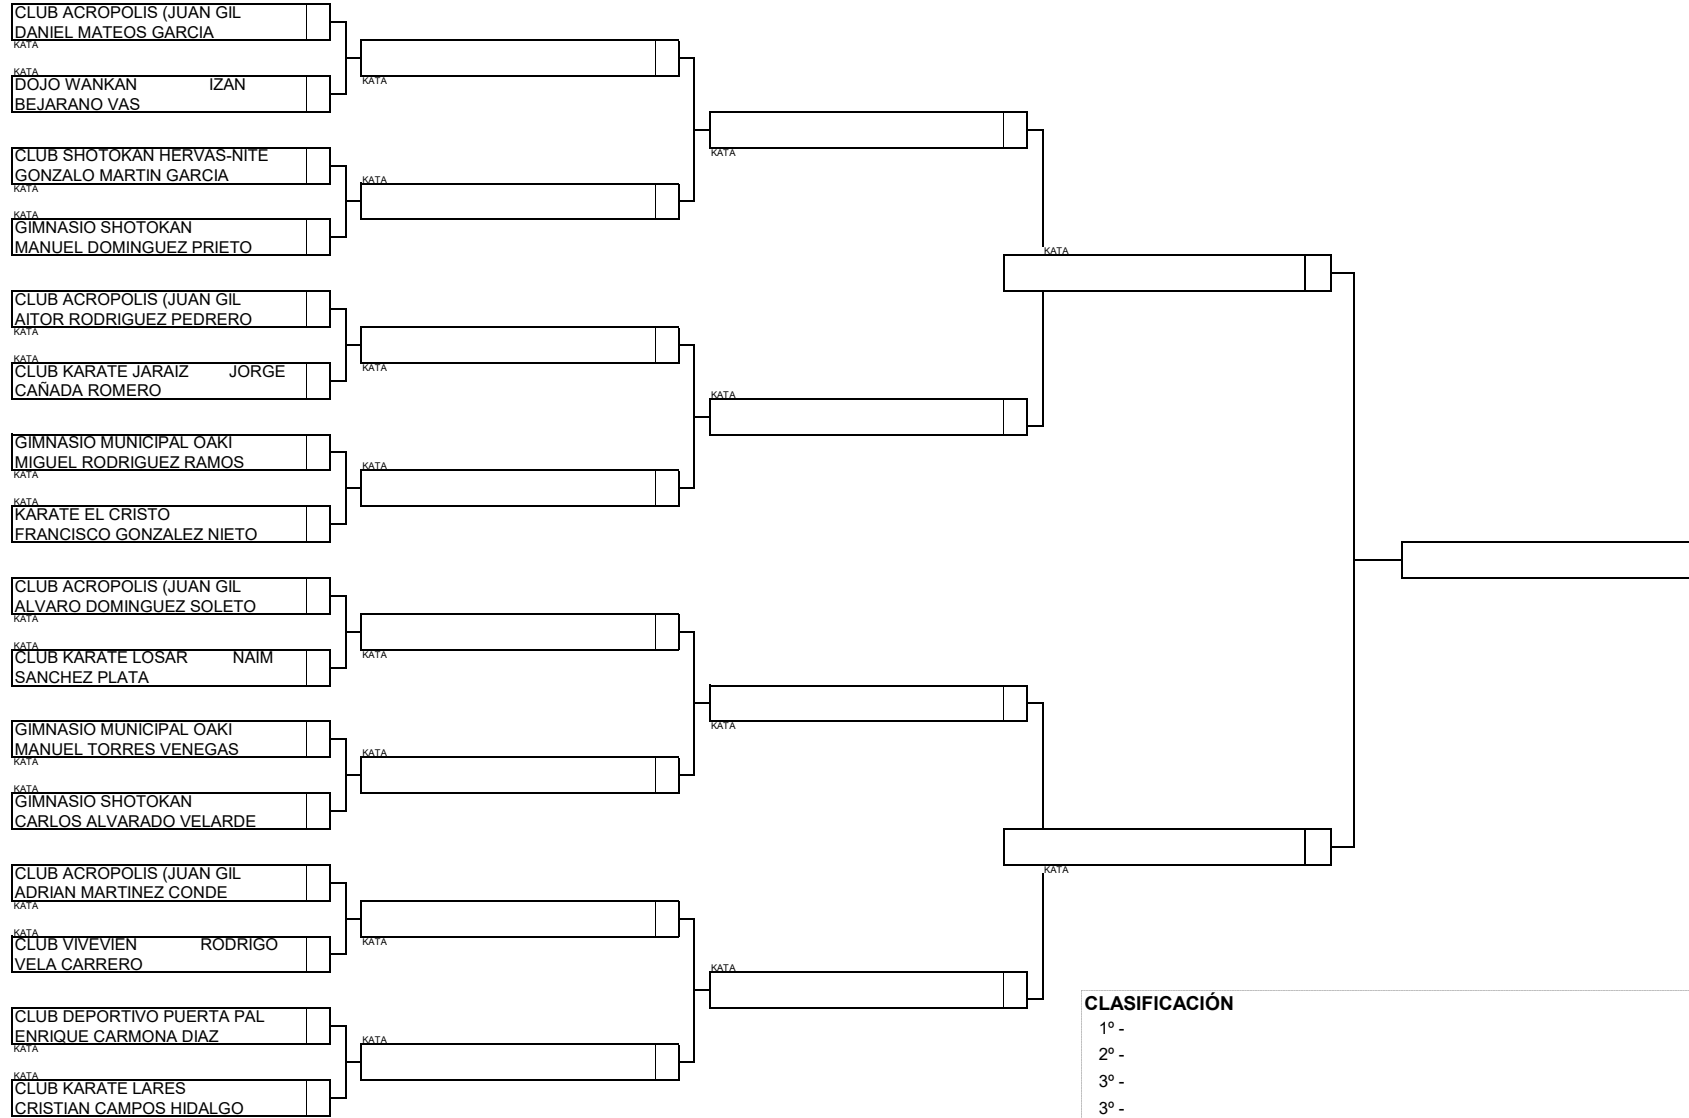 CLUB ACROPOLIS (JUAN GIL
DANIEL MATEOS GARCIA
KATA
KATA
DOJO WANKAN IZAN
BEJARANO VAS
CLUB SHOTOKAN HERVAS-NITE
GONZALO MARTIN GARCIA
KATA
KATA
GIMNASIO SHOTOKAN
MANUEL DOMINGUEZ PRIETO
CLUB ACROPOLIS (JUAN GIL
AITOR RODRIGUEZ PEDRERO
KATA
KATA
CLUB KARATE JARAIZ JORGE
CAÑADA ROMERO
GIMNASIO MUNICIPAL OAKI
MIGUEL RODRIGUEZ RAMOS
KATA
KATA
KARATE EL CRISTO
FRANCISCO GONZALEZ NIETO
CLUB ACROPOLIS (JUAN GIL
ALVARO DOMINGUEZ SOLETO
KATA
KATA
CLUB KARATE LOSAR NAIM
SANCHEZ PLATA
GIMNASIO MUNICIPAL OAKI
MANUEL TORRES VENEGAS
KATA
KATA
GIMNASIO SHOTOKAN
CARLOS ALVARADO VELARDE
CLUB ACROPOLIS (JUAN GIL
ADRIAN MARTINEZ CONDE
KATA
KATA
CLUB VIVEVIEN RODRIGO
VELA CARRERO
CLUB DEPORTIVO PUERTA PAL
ENRIQUE CARMONA DIAZ
KATA
KATA
CLUB KARATE LARES
CRISTIAN CAMPOS HIDALGO
KATA
KATA
KATA
KATA
KATA
KATA
KATA
KATA
KATA
KATA
KATA
KATA
KATA
KATA
CLASIFICACIÓN
1º -
2º -
3º -
3º -